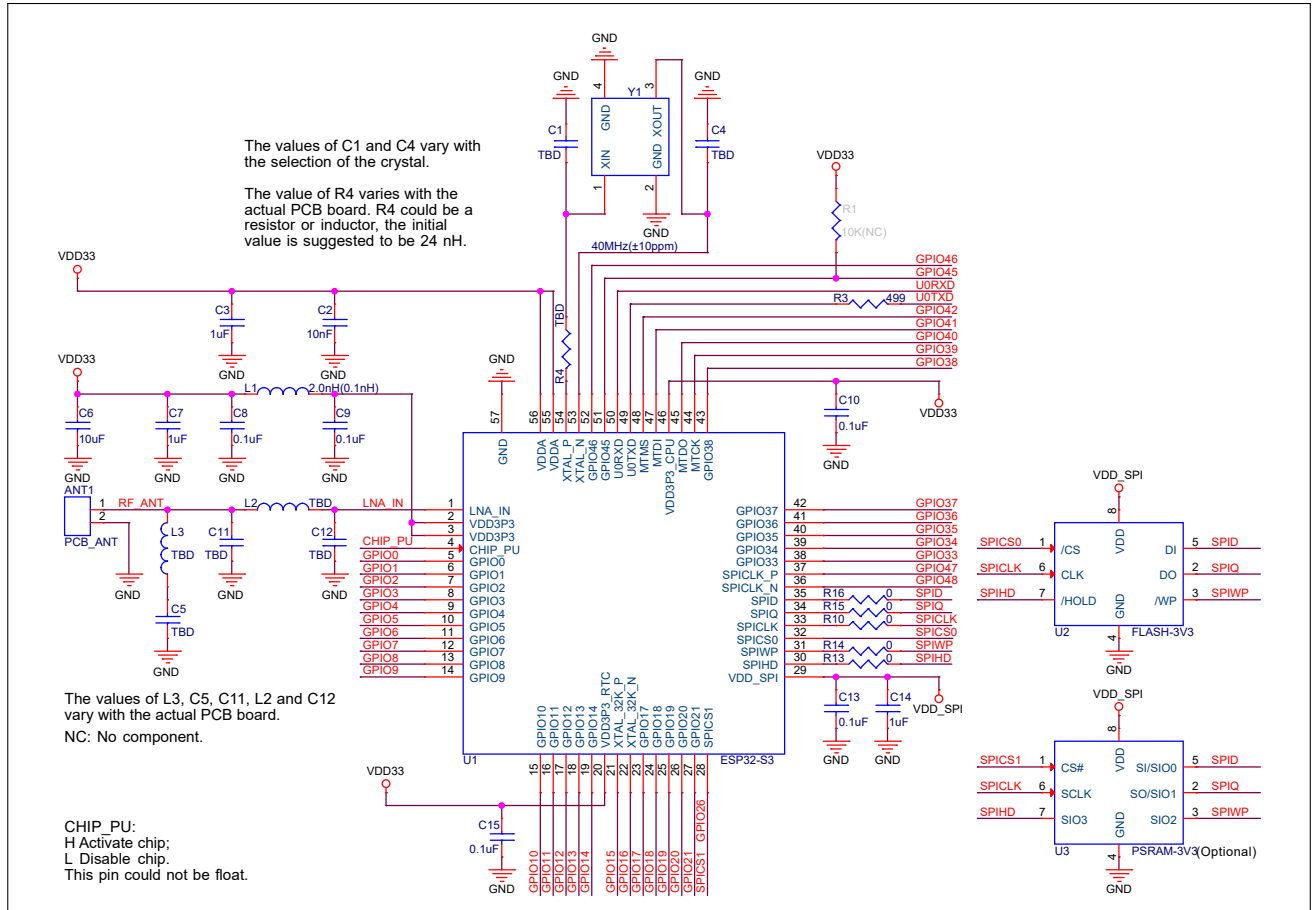 GND
GND
GND
4
3
Y1
GND
XOUT
XIN
GND
1
2
C1
TBD
C4
TBD
GND
The values of C1 and C4 vary with
the selection of the crystal.
The value of R4 varies with the
actual PCB board. R4 could be a
resistor or inductor, the initial
value is suggested to be 24 nH.
VDD33
R1
10K(NC)
40MHz(±10ppm)
GPIO46
GPIO45
U0RXD
R3
499
U0TXD
GPIO42
GPIO41
GPIO40
GPIO39
GPIO38
VDD33
C3
1uF
GND
C2
10nF
GND
TBD
R4
GND
VDD33
L1
2.0nH(0.1nH)
C6
10uF
GND
C7
1uF
GND
C8
0.1uF
GND
C9
0.1uF
GND
C10
0.1uF
GND
VDD33
57
56
55
54
53
52
51
50
49
48
47
46
45
44
43
GND
VDDA
VDDA
XTAL_P
XTAL_N
GPIO46
GPIO45
U0RXD
U0TXD
MTMS
MTDI
VDD3P3_CPU
MTDO
MTCK
GPIO38
ANT1
1
2
PCB_ANT
RF_ANT
L2
TBD
LNA_IN
L3
TBD
C11
TBD
GND
C12
TBD
GND
GND
C5
TBD
GND
1
LNA_IN
2
VDD3P3
3
VDD3P3
CHIP_PU
4
CHIP_PU
GPIO0
5
GPIO0
GPIO1
6
GPIO1
GPIO2
7
GPIO2
GPIO3
8
GPIO3
GPIO4
9
GPIO4
GPIO5
10
GPIO5
GPIO6
11
GPIO6
GPIO7
12
GPIO7
GPIO8
13
GPIO8
GPIO9
14
GPIO9
GPIO37
42
GPIO37
GPIO36
41
GPIO36
GPIO35
40
GPIO35
GPIO34
39
GPIO34
GPIO33
38
GPIO33
SPICLK_P
37
GPIO47
SPICLK_N
36
GPIO48
SPID
35
R16
0
SPID
SPIQ
34
R15
0
SPIQ
SPICLK
33
R10
0
SPICLK
SPICS0
32
SPICS0
SPIWP
31
R14
0
SPIWP
SPIHD
30
R13
0
SPIHD
VDD_SPI
29
C13
0.1uF
GND
C14
1uF
GND
VDD_SPI
VDD_SPI
8
VDD
SPICS0
1
/CS
SPICLK
6
CLK
SPIHD
7
/HOLD
DI
5
SPID
DO
2
SPIQ
/WP
3
SPIWP
GND
4
U2
FLASH-3V3
GND
The values of L3, C5, C11, L2 and C12
vary with the actual PCB board.
NC: No component.
GPIO10
GPIO11
GPIO12
GPIO13
GPIO14
VDD3P3_RTC
XTAL_32K_P
XTAL_32K_N
GPIO17
GPIO18
GPIO19
GPIO20
GPIO21
SPICS1
U1
ESP32-S3
15
16
17
18
19
20
21
22
23
24
25
26
27
28
VDD33
C15
0.1uF
GND
GPIO10
GPIO11
GPIO12
GPIO13
GPIO14
GPIO15
GPIO16
GPIO17
GPIO18
GPIO19
GPIO20
GPIO21
SPICS1
GPIO26
VDD_SPI
8
VDD
SPICS1
1
CS#
SPICLK
6
SCLK
SPIHD
7
SIO3
SI/SIO0
5
SPID
SO/SIO1
2
SPIQ
SIO2
3
SPIWP
GND
4
U3
PSRAM-3V3
(Optional)
GND
CHIP_PU:
H Activate chip;
L Disable chip.
This pin could not be float.